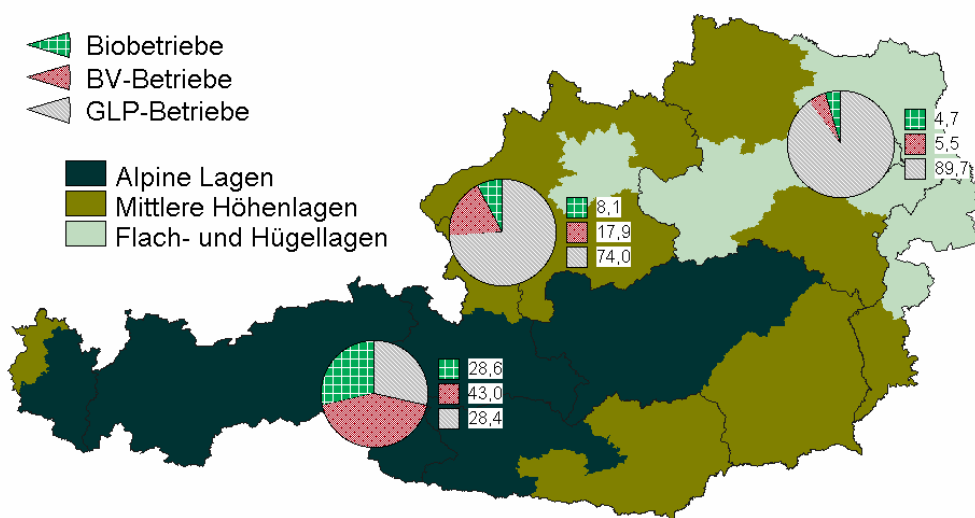 Biobetriebe
BV-Betriebe
GLP-Betriebe
Alpine Lagen
Mittlere Höhenlagen
Flach- und Hügellagen
4,7
5,5
89,7
8,1
17,9
74,0
28,6
43,0
28,4